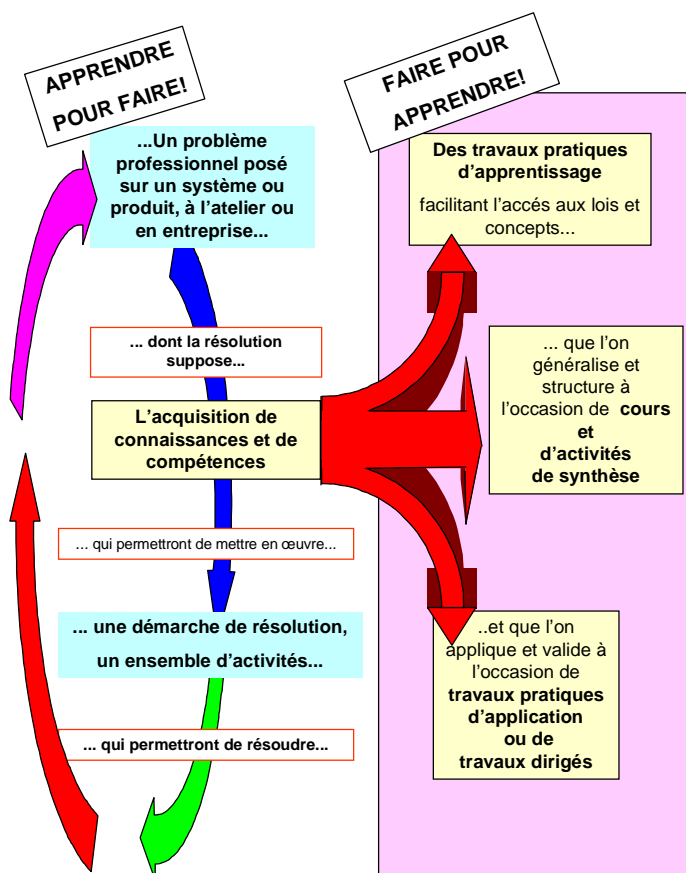 APPRENDRE
POUR FAIRE!
...Un problème
professionnel posé
sur un système ou
produit, à l'atelier ou
en entreprise...
... dont la résolution
suppose...
L'acquisition de
connaissances et de
compétences
... qui permettront de mettre en œuvre...
... une démarche de résolution,
un ensemble d'activités...
... qui permettront de résoudre...
FAIRE POUR
APPRENDRE!
Des travaux pratiques
d'apprentissage
facilitant l'accés aux lois et
concepts...
... que l'on
généralise et
structure à
l'occasion de cours
et
d'activités
de synthèse
..et que l'on
applique et valide à
l'occasion de
travaux pratiques
d'application
ou de
travaux dirigés